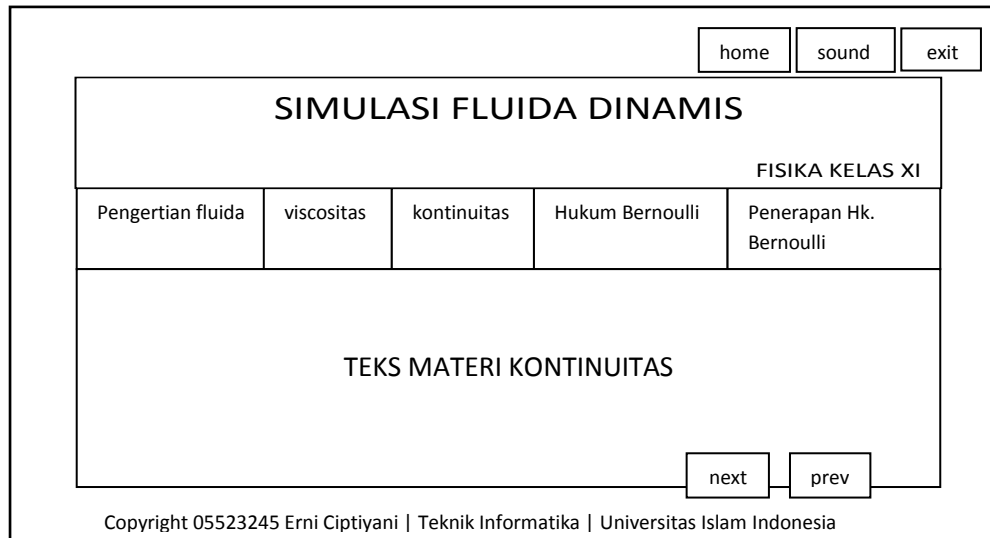 home sound exit
SIMULASI FLUIDA DINAMIS
FISIKA KELAS XI
Pengertian fluida viscositas kontinuitas Hukum Bernoulli Penerapan Hk.
Bernoulli
TEKS MATERI KONTINUITAS
next prev
Copyright 05523245 Erni Ciptiyani | Teknik Informatika | Universitas Islam Indonesia